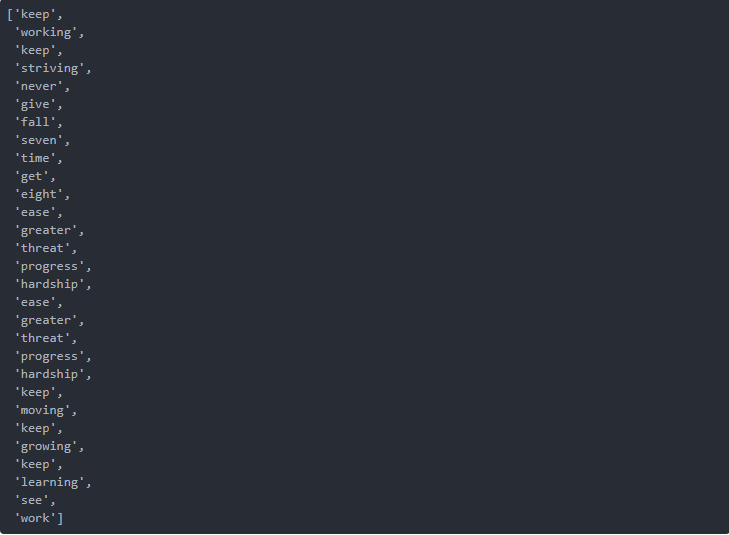 ['keep',
'working',
'keep',
'striving',
'never',
'give',
'fall',
'seven',
'time',
'get',
'eight',
'ease',
'greater',
'threat',
'progress',
'hardship',
'ease',
'greater',
'threat',
'progress',
'hardship',
'keep',
'moving',
'keep',
'growing',
'keep',
'learning',
'see',
'work']